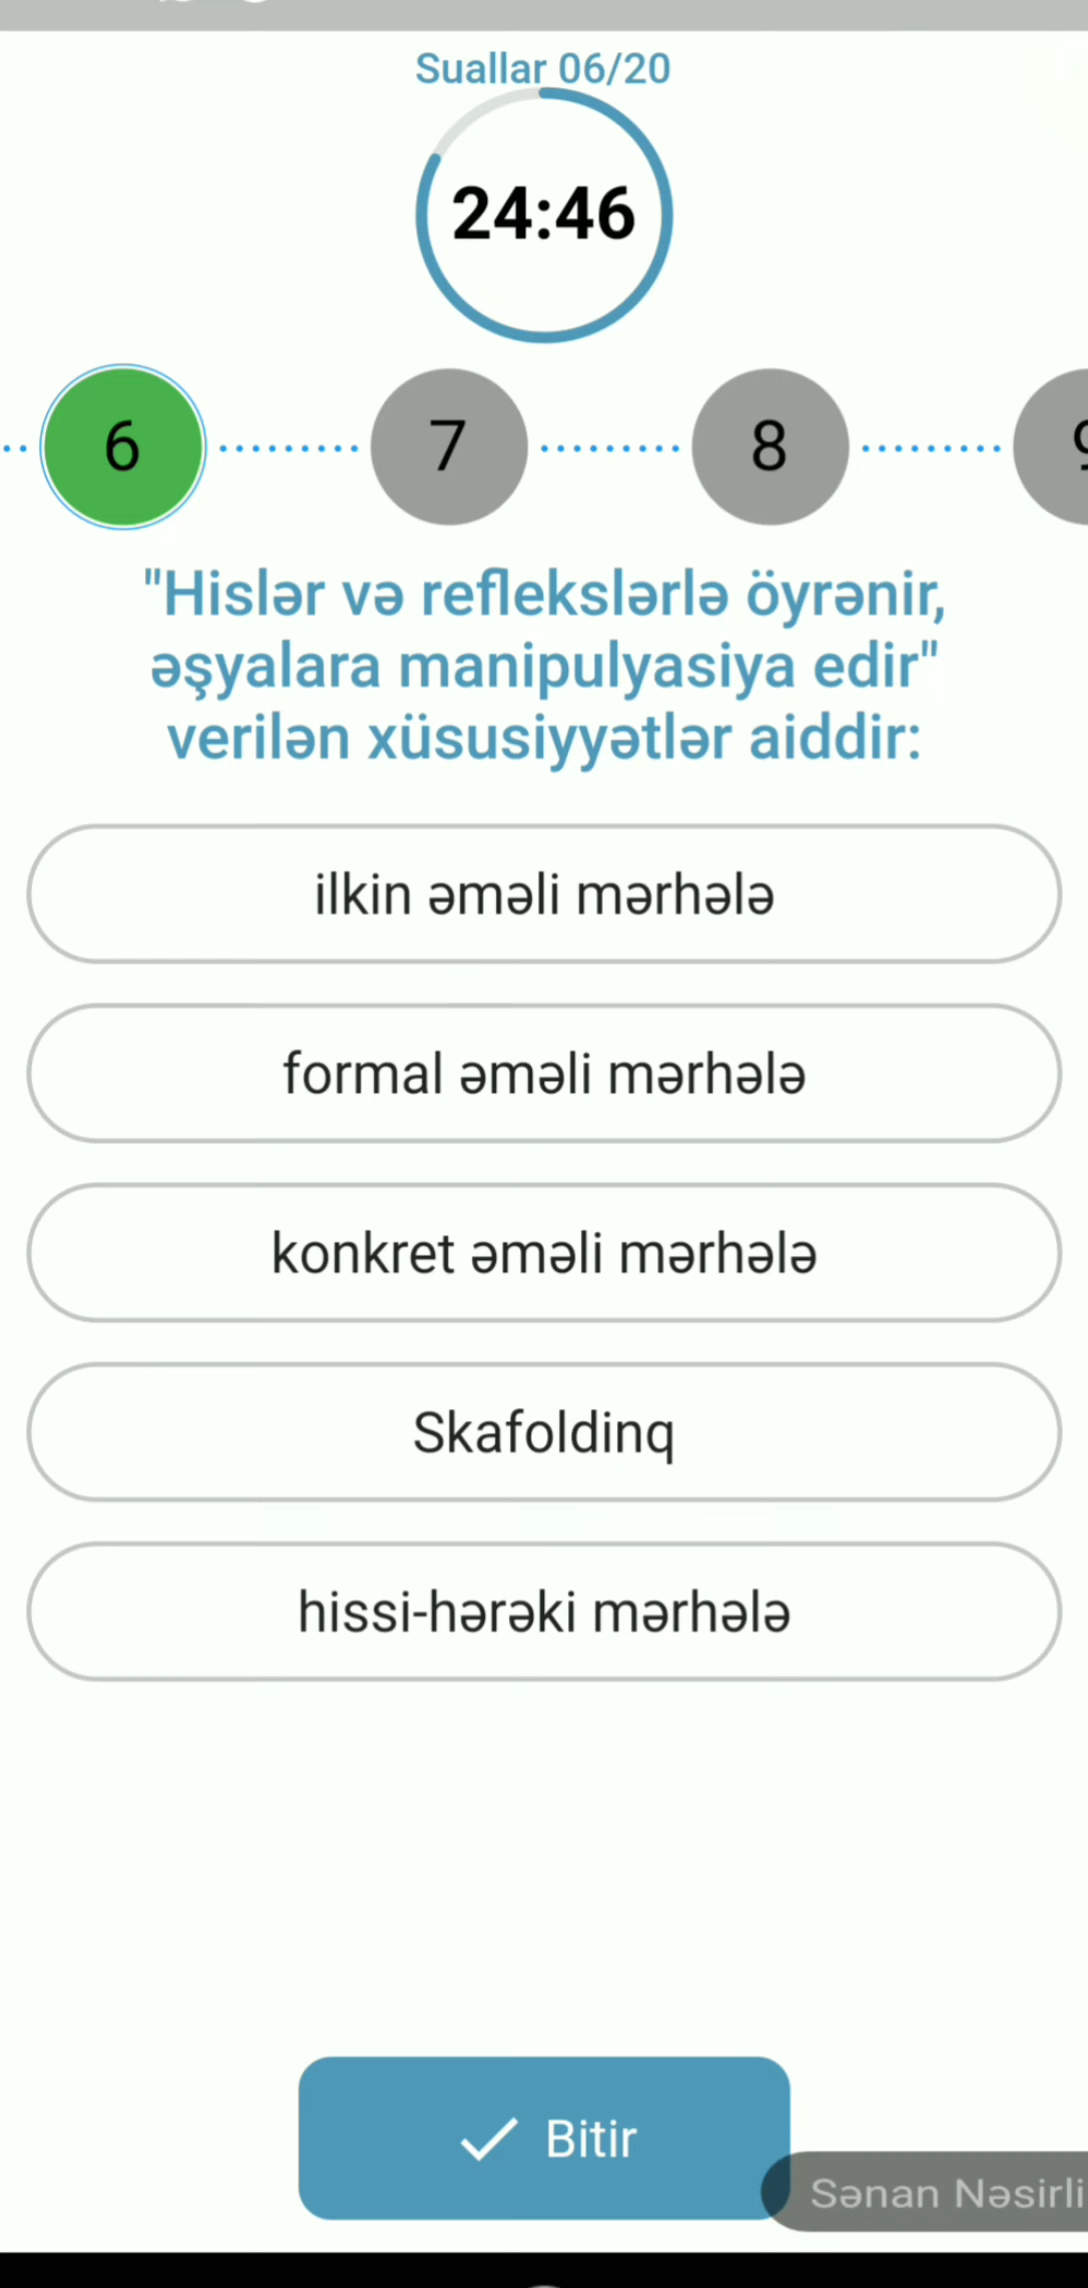 Suallar 06/20
24:46
6
7
8
"Hislər və reflekslərlə öyrənir,
əşyalara manipulyasiya edir"
verilən xüsusiyyətlər aiddir:
ilkin əməli mərhələ
formal əməli mərhələ
konkret əməli mərhələ
Skafoldinq
hissi-hərəki mərhələ
Bitir
Sənan Nəsirli